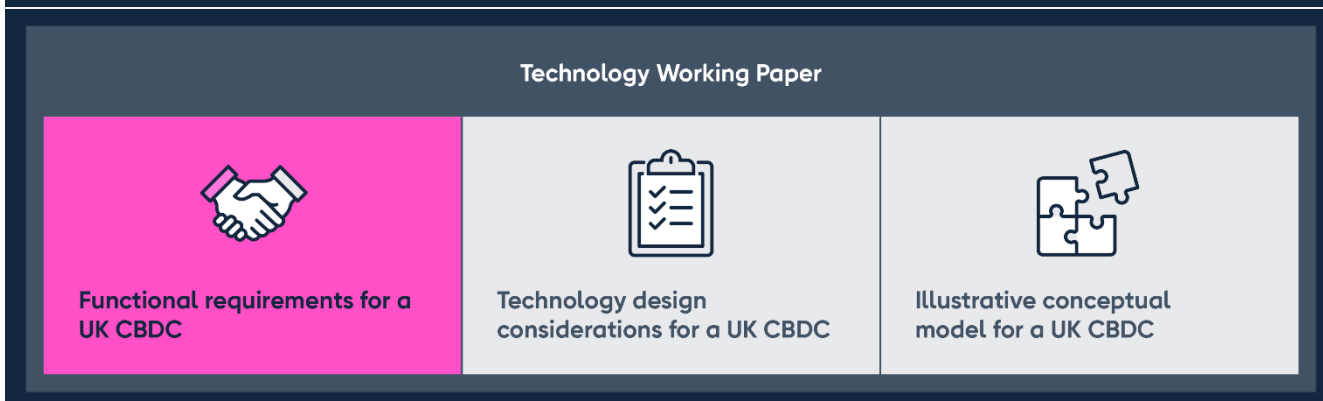 Technology Working Paper
Functional requirements for a
UK CBDC
Technology design
considerations for a UK CBDC
Illustrative conceptual
model for a UK CBDC